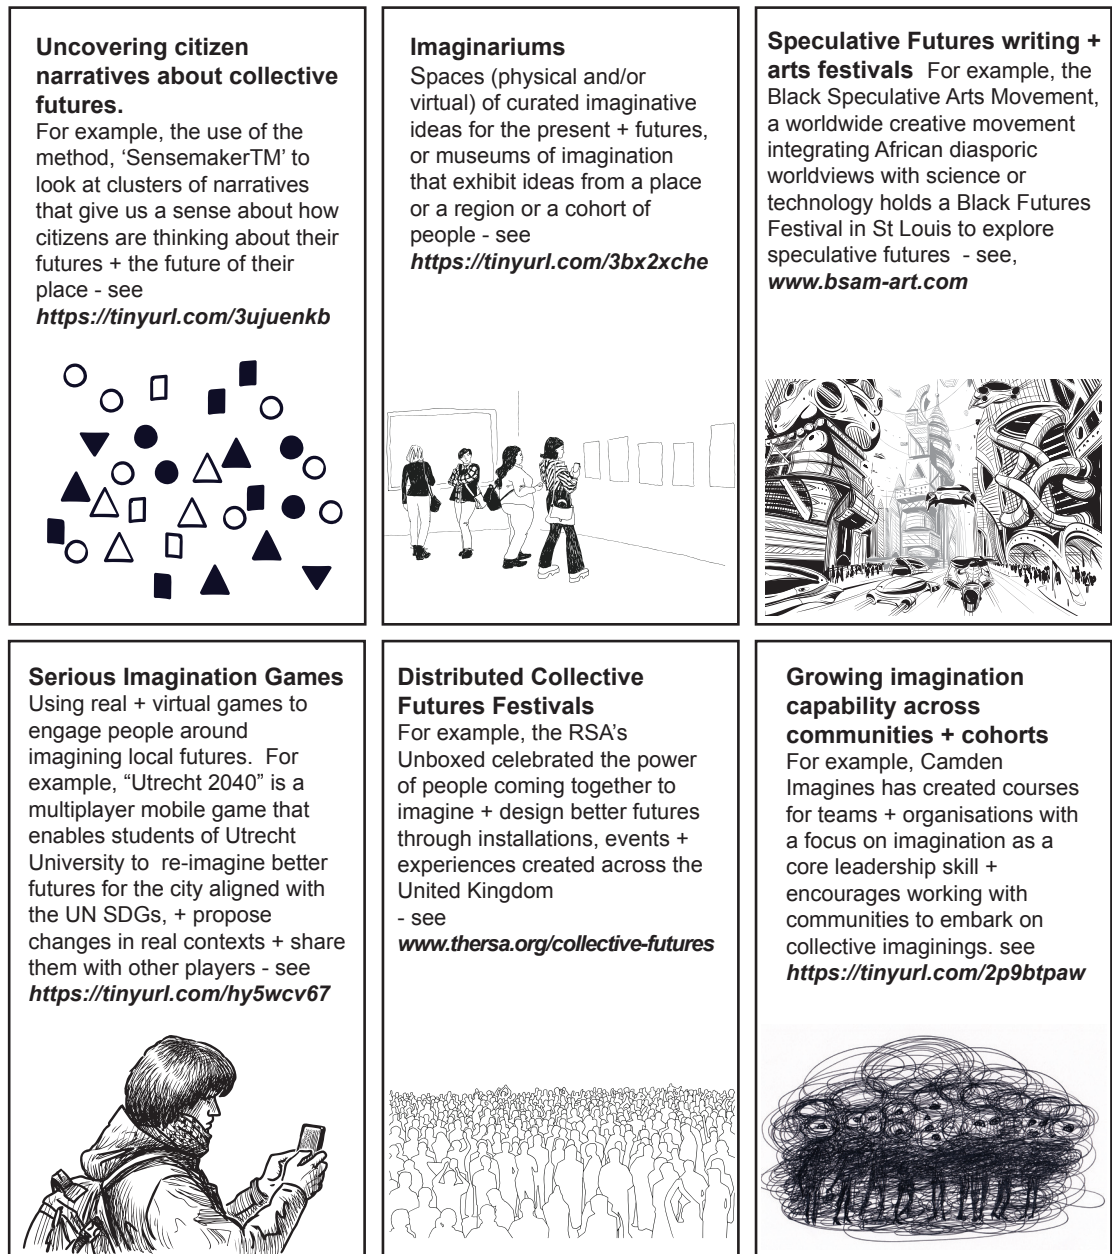 Uncovering citizen
narratives about collective
futures.
For example, the use of the
method, ‘SensemakerTM’ to
look at clusters of narratives
that give us a sense about how
citizens are thinking about their
futures + the future of their
place - see
https://tinyurl.com/3ujuenkb
Imaginariums
Spaces (physical and/or
virtual) of curated imaginative
ideas for the present + futures,
or museums of imagination
that exhibit ideas from a place
or a region or a cohort of
people - see
https://tinyurl.com/3bx2xche
Speculative Futures writing +
arts festivals  For example, the
Black Speculative Arts Movement,
a worldwide creative movement
integrating African diasporic
worldviews with science or
technology holds a Black Futures
Festival in St Louis to explore
speculative futures  - see,
www.bsam-art.com
Serious Imagination Games
Using real + virtual games to
engage people around
imagining local futures.  For
example, “Utrecht 2040” is a
multiplayer mobile game that
enables students of Utrecht
University to  re-imagine better
futures for the city aligned with
the UN SDGs, + propose
changes in real contexts + share
them with other players - see
https://tinyurl.com/hy5wcv67
Distributed Collective
Futures Festivals
For example, the RSA’s
Unboxed celebrated the power
of people coming together to
imagine + design better futures
through installations, events +
experiences created across the
United Kingdom
- see
www.thersa.org/collective-futures
Growing imagination
capability across
communities + cohorts
For example, Camden
Imagines has created courses
for teams + organisations with
a focus on imagination as a
core leadership skill +
encourages working with
communities to embark on
collective imaginings. see
https://tinyurl.com/2p9btpaw